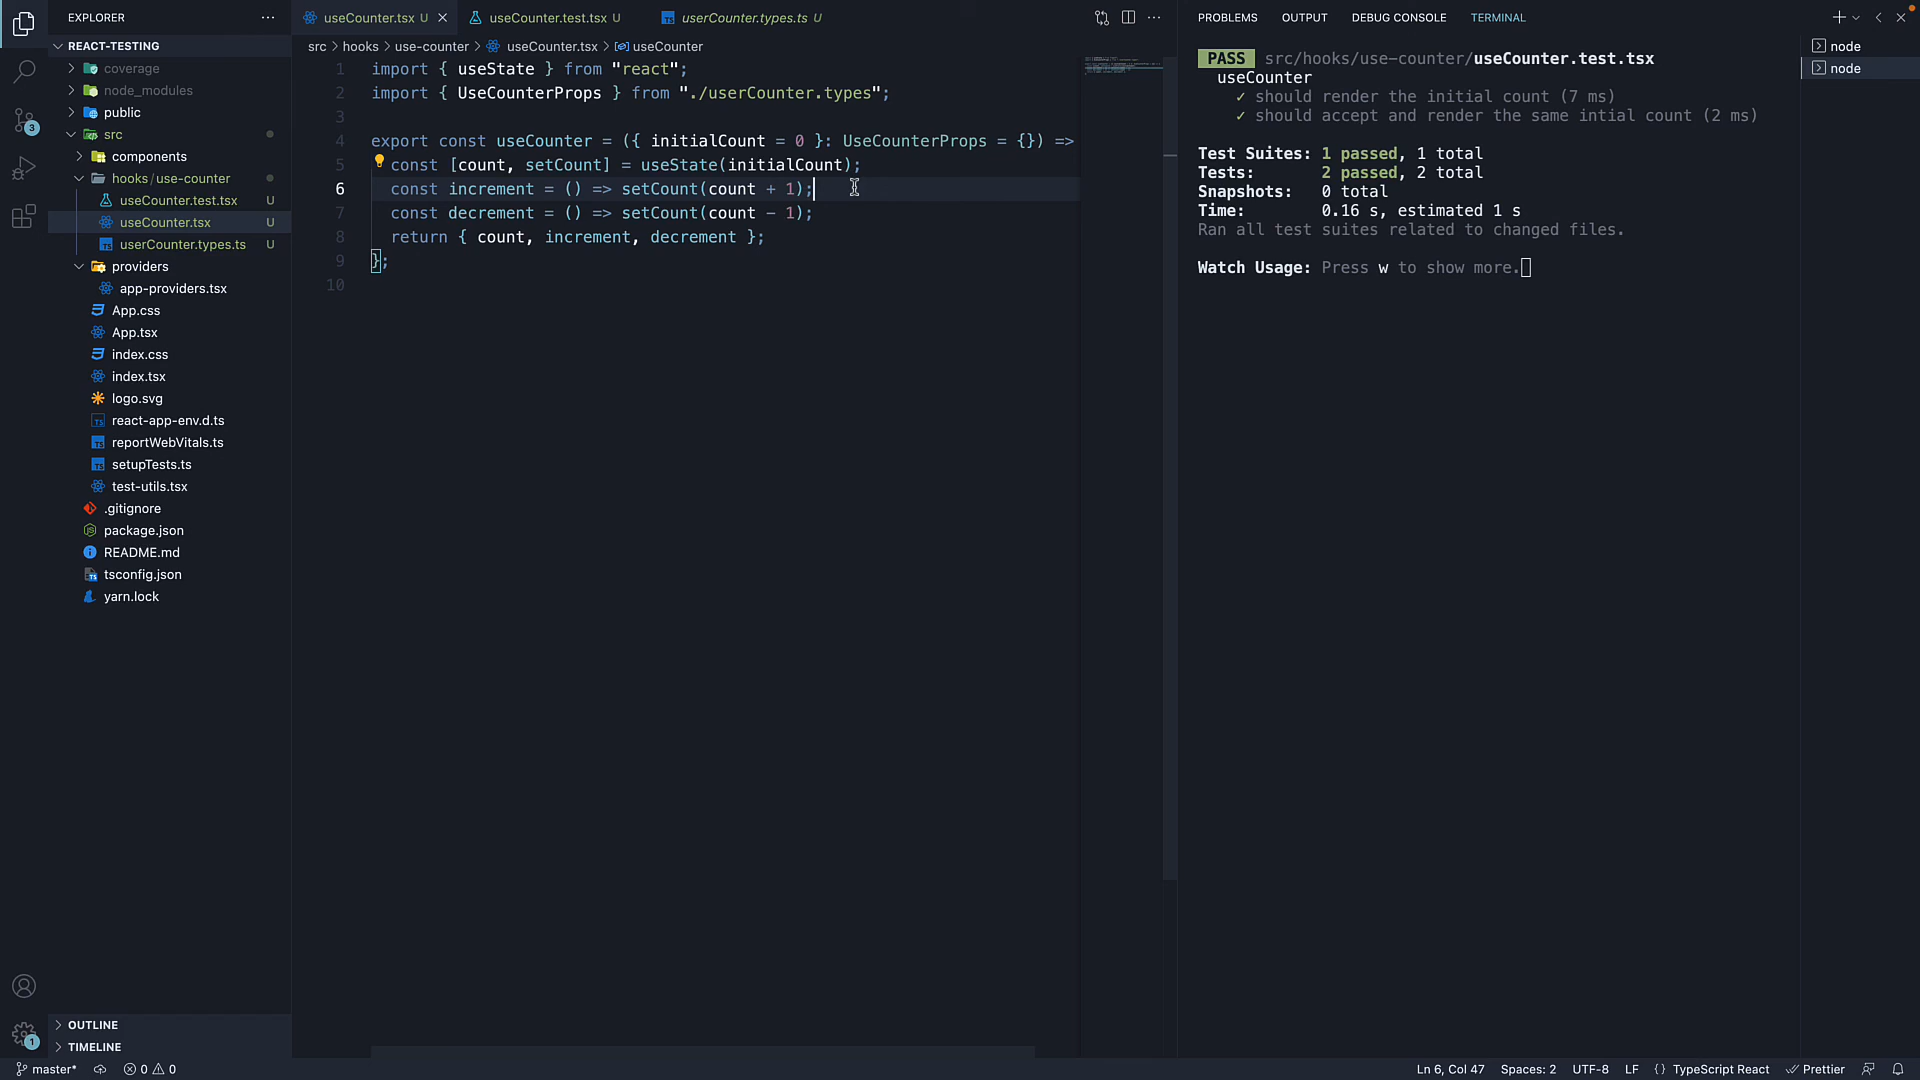 EXPLORER
REACT-TESTING
coverage
node_modules
public
src
components
hooks / use-counter
useCounter.test.tsx U
useCounter.tsx U
userCounter.types.ts U
providers
app-providers.tsx
App.css
App.tsx
index.css
index.tsx
logo.svg
react-app-env.d.ts
reportWebVitals.ts
setupTests.ts
test-utils.tsx
.gitignore
package.json
README.md
tsconfig.json
yarn.lock
OUTLINE
TIMELINE
3
1
useCounter.tsx U
useCounter.test.tsx U
userCounter.types.ts U
src > hooks > use-counter > useCounter.tsx > useCounter
1 import { useState } from "react";
2 import { UseCounterProps } from "./userCounter.types";
3
4 export const useCounter = ({ initialCount = 0 }: UseCounterProps = {}) =>
5 const [count, setCount] = useState(initialCount);
6 const increment = () => setCount(count + 1);
7 const decrement = () => setCount(count - 1);
8 return { count, increment, decrement };
9 };
10
PROBLEMS OUTPUT DEBUG CONSOLE TERMINAL
PASS src/hooks/use-counter/useCounter.test.tsx
useCounter
✓ should render the initial count (7 ms)
✓ should accept and render the same intial count (2 ms)
Test Suites: 1 passed, 1 total
Tests: 2 passed, 2 total
Snapshots: 0 total
Time: 0.16 s, estimated 1 s
Ran all test suites related to changed files.
Watch Usage: Press w to show more.
node
node
master* 0 0
Ln 6, Col 47 Spaces: 2 UTF-8 LF {} TypeScript React Prettier